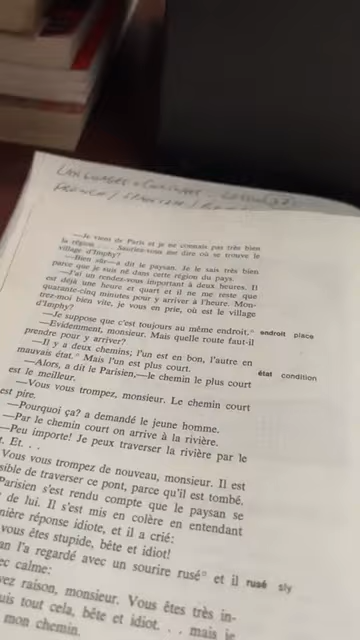 —Je viens de Paris et je ne connais pas très bien
la région. . . . Sauriez-vous me dire où se trouve le
village d'Imphy?
—Bien sûr—a dit le paysan. Je le sais très bien
parce que je suis né dans cette région du pays.
—J'ai un rendez-vous important à deux heures. Il
est déjà une heure et quart et il ne me reste que
quarante-cinq minutes pour y arriver à l'heure. Mon-
trez-moi bien vite, je vous en prie, où est le village
d'Imphy?
—Je suppose que c'est toujours au même endroit.° endroit place
—Evidemment, monsieur. Mais quelle route faut-il
prendre pour y arriver?
—Il y a deux chemins; l'un est en bon, l'autre en
mauvais état.° Mais l'un est plus court. état condition
—Alors, a dit le Parisien,—le chemin le plus court
est le meilleur.
—Vous vous trompez, monsieur. Le chemin court
est pire.
—Pourquoi ça? a demandé le jeune homme.
—Par le chemin court on arrive à la rivière.
—Peu importe! Je peux traverser la rivière par le
t. Et. . .
Vous vous trompez de nouveau, monsieur. Il est
sible de traverser ce pont, parce qu'il est tombé.
Parisien s'est rendu compte que le paysan se
de lui. Il s'est mis en colère en entendant
nière réponse idiote, et il a crié:
vous êtes stupide, bête et idiot!
an l'a regardé avec un sourire rusé° et il rusé sly
ec calme:
vez raison, monsieur. Vous êtes très in-
uis tout cela, bête et idiot. . . mais je
mon chemin.